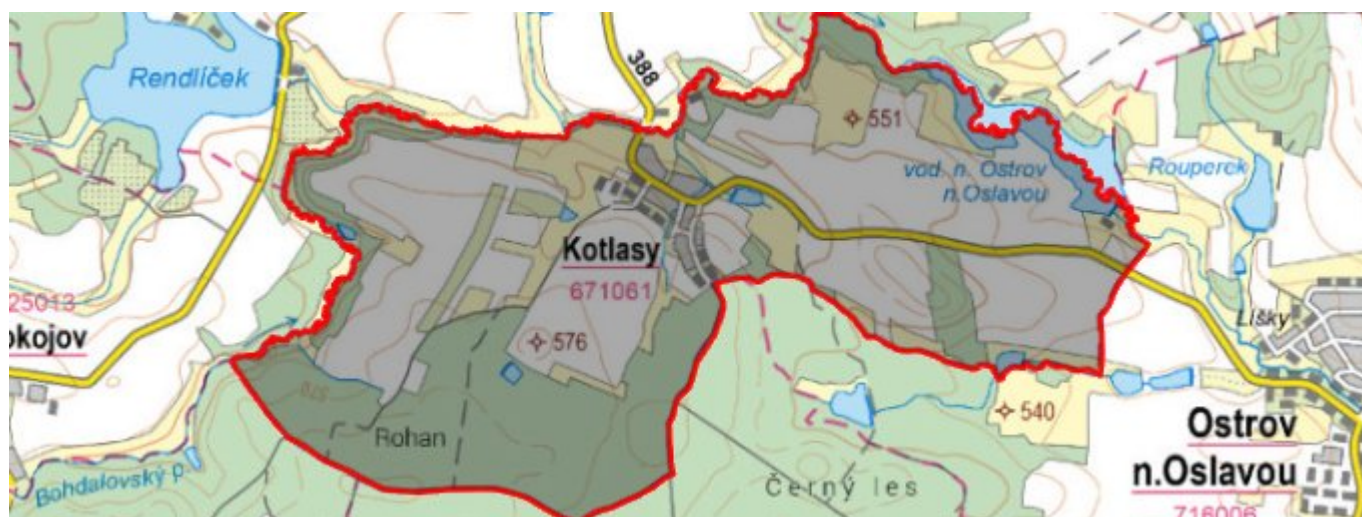 Rendlíček
388
551
vod. n. Ostrov
n.Oslavou
Rouperek
Kotlasy
671061
25013
okojov
576
Lišky
540
570
Rohan
Ostrov
n.Oslavou
Bohdalovský p.
Černý les
716006